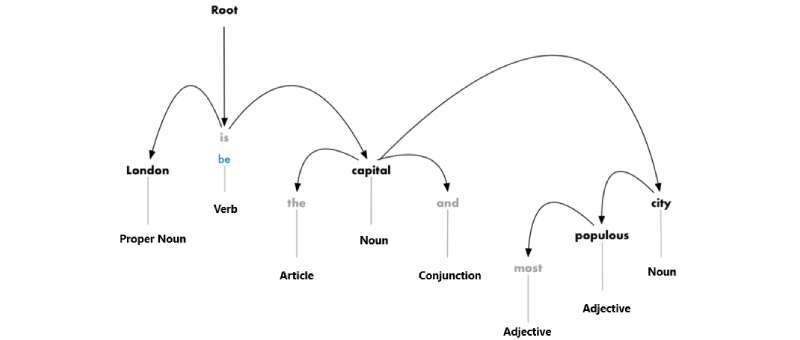 Root
is
be
London
capital
Verb
the
and
city
populous
Proper Noun
Noun
most
Article
Conjunction
Noun
Adjective
Adjective